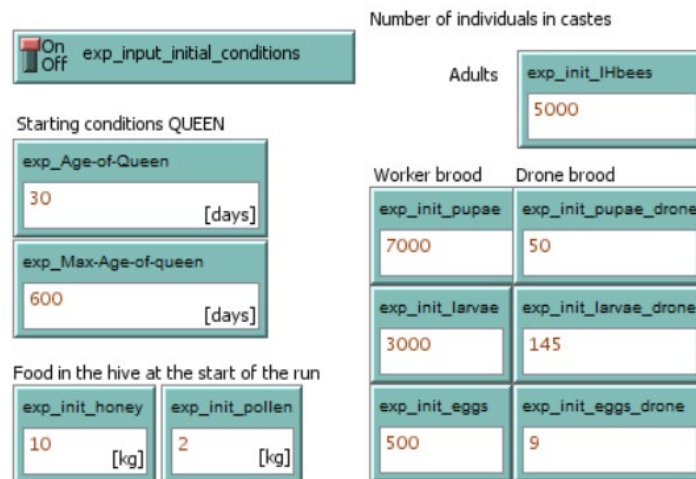 Number of individuals in castes
On
Off
exp_input_initial_conditions
Adults
exp_init_IHbees
5000
Starting conditions QUEEN
exp_Age-of-Queen
30
[days]
exp_Max-Age-of-queen
600
[days]
Worker brood
Drone brood
exp_init_pupae
exp_init_pupae_drone
7000
50
exp_init_larvae
exp_init_larvae_drone
3000
145
exp_init_eggs
exp_init_eggs_drone
500
9
Food in the hive at the start of the run
exp_init_honey
exp_init_pollen
10
[kg]
2
[kg]